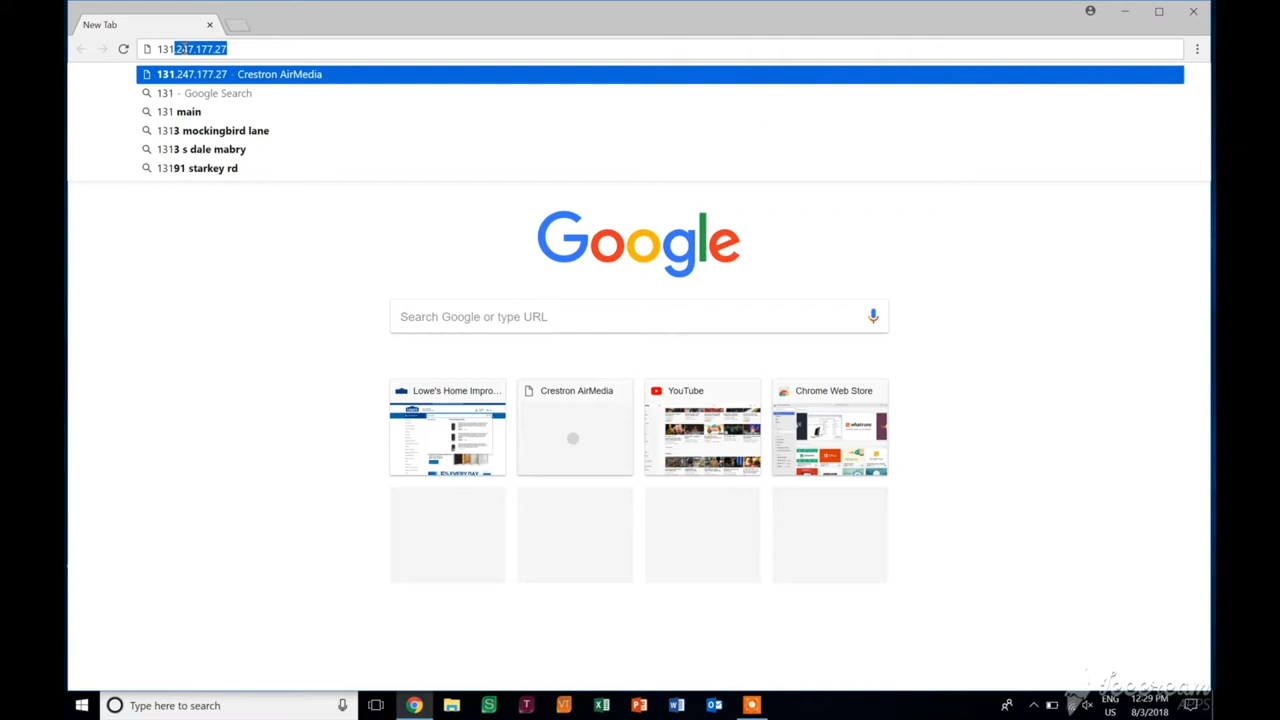 New Tab
131.247.177.27
131.247.177.27 - Crestron AirMedia
131 - Google Search
131 main
1313 mockingbird lane
1313 s dale mabry
13191 starkey rd
Google
Search Google or type URL
Lowe's Home Impro...
Crestron AirMedia
YouTube
Chrome Web Store
Type here to search
ENG
US
12:29 PM
8/3/2018
APPS